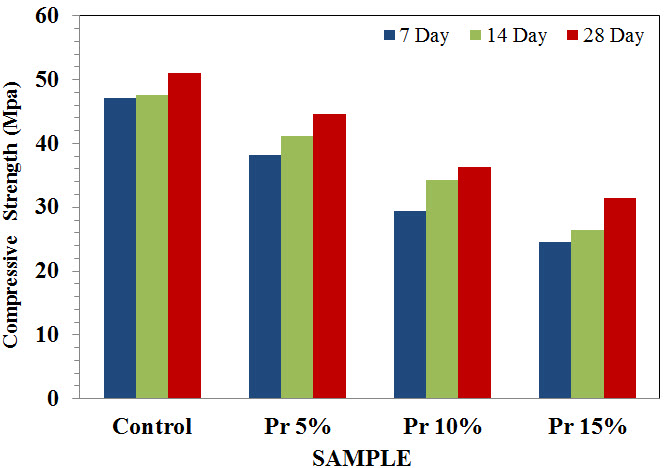 7 Day 14 Day 28 Day
Compressive Strength (Mpa)
60
50
40
30
20
10
0
Control Pr 5% Pr 10% Pr 15%
SAMPLE